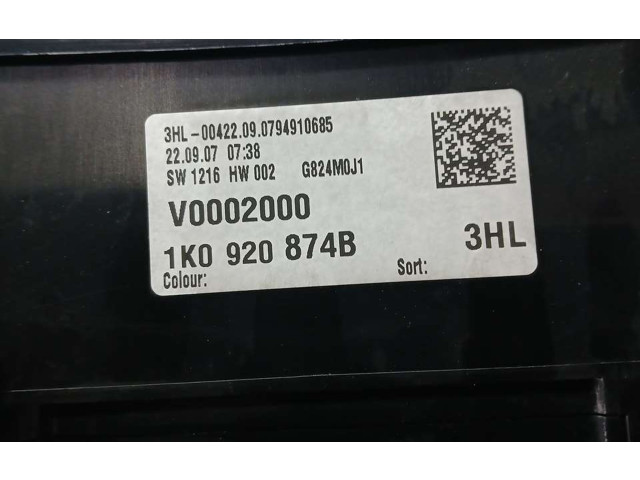 3HL-00422.09.0794910685
22.09.07 07:38
SW 1216 HW 002 G824M0J1
V0002000
1K0 920 874B 3HL
Colour: Sort: